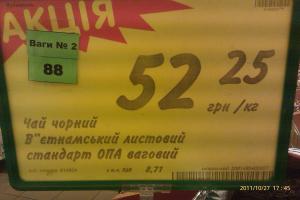 АКЦІЯ
Ваги № 2
88
52 25
грн /кг
Чай чорний
В"єтнамський листовий
стандарт ОПА ваговий
в т.ч. ПДВ 8,71
2011/10/27 17:45